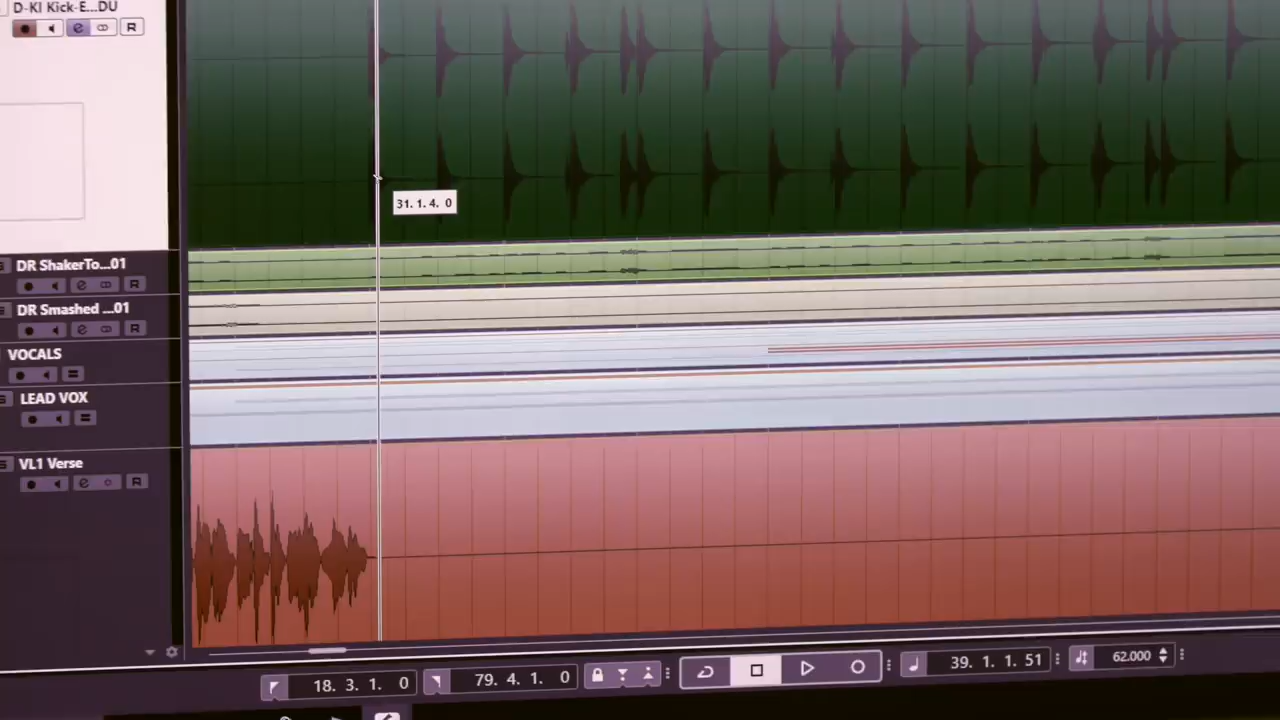 D-KI Kick-E...DU
R
31. 1. 4. 0
DR ShakerTo...01
R
DR Smashed ...01
R
VOCALS
LEAD VOX
VL1 Verse
R
18. 3. 1. 0
79. 4. 1. 0
39. 1. 1. 51
62.000